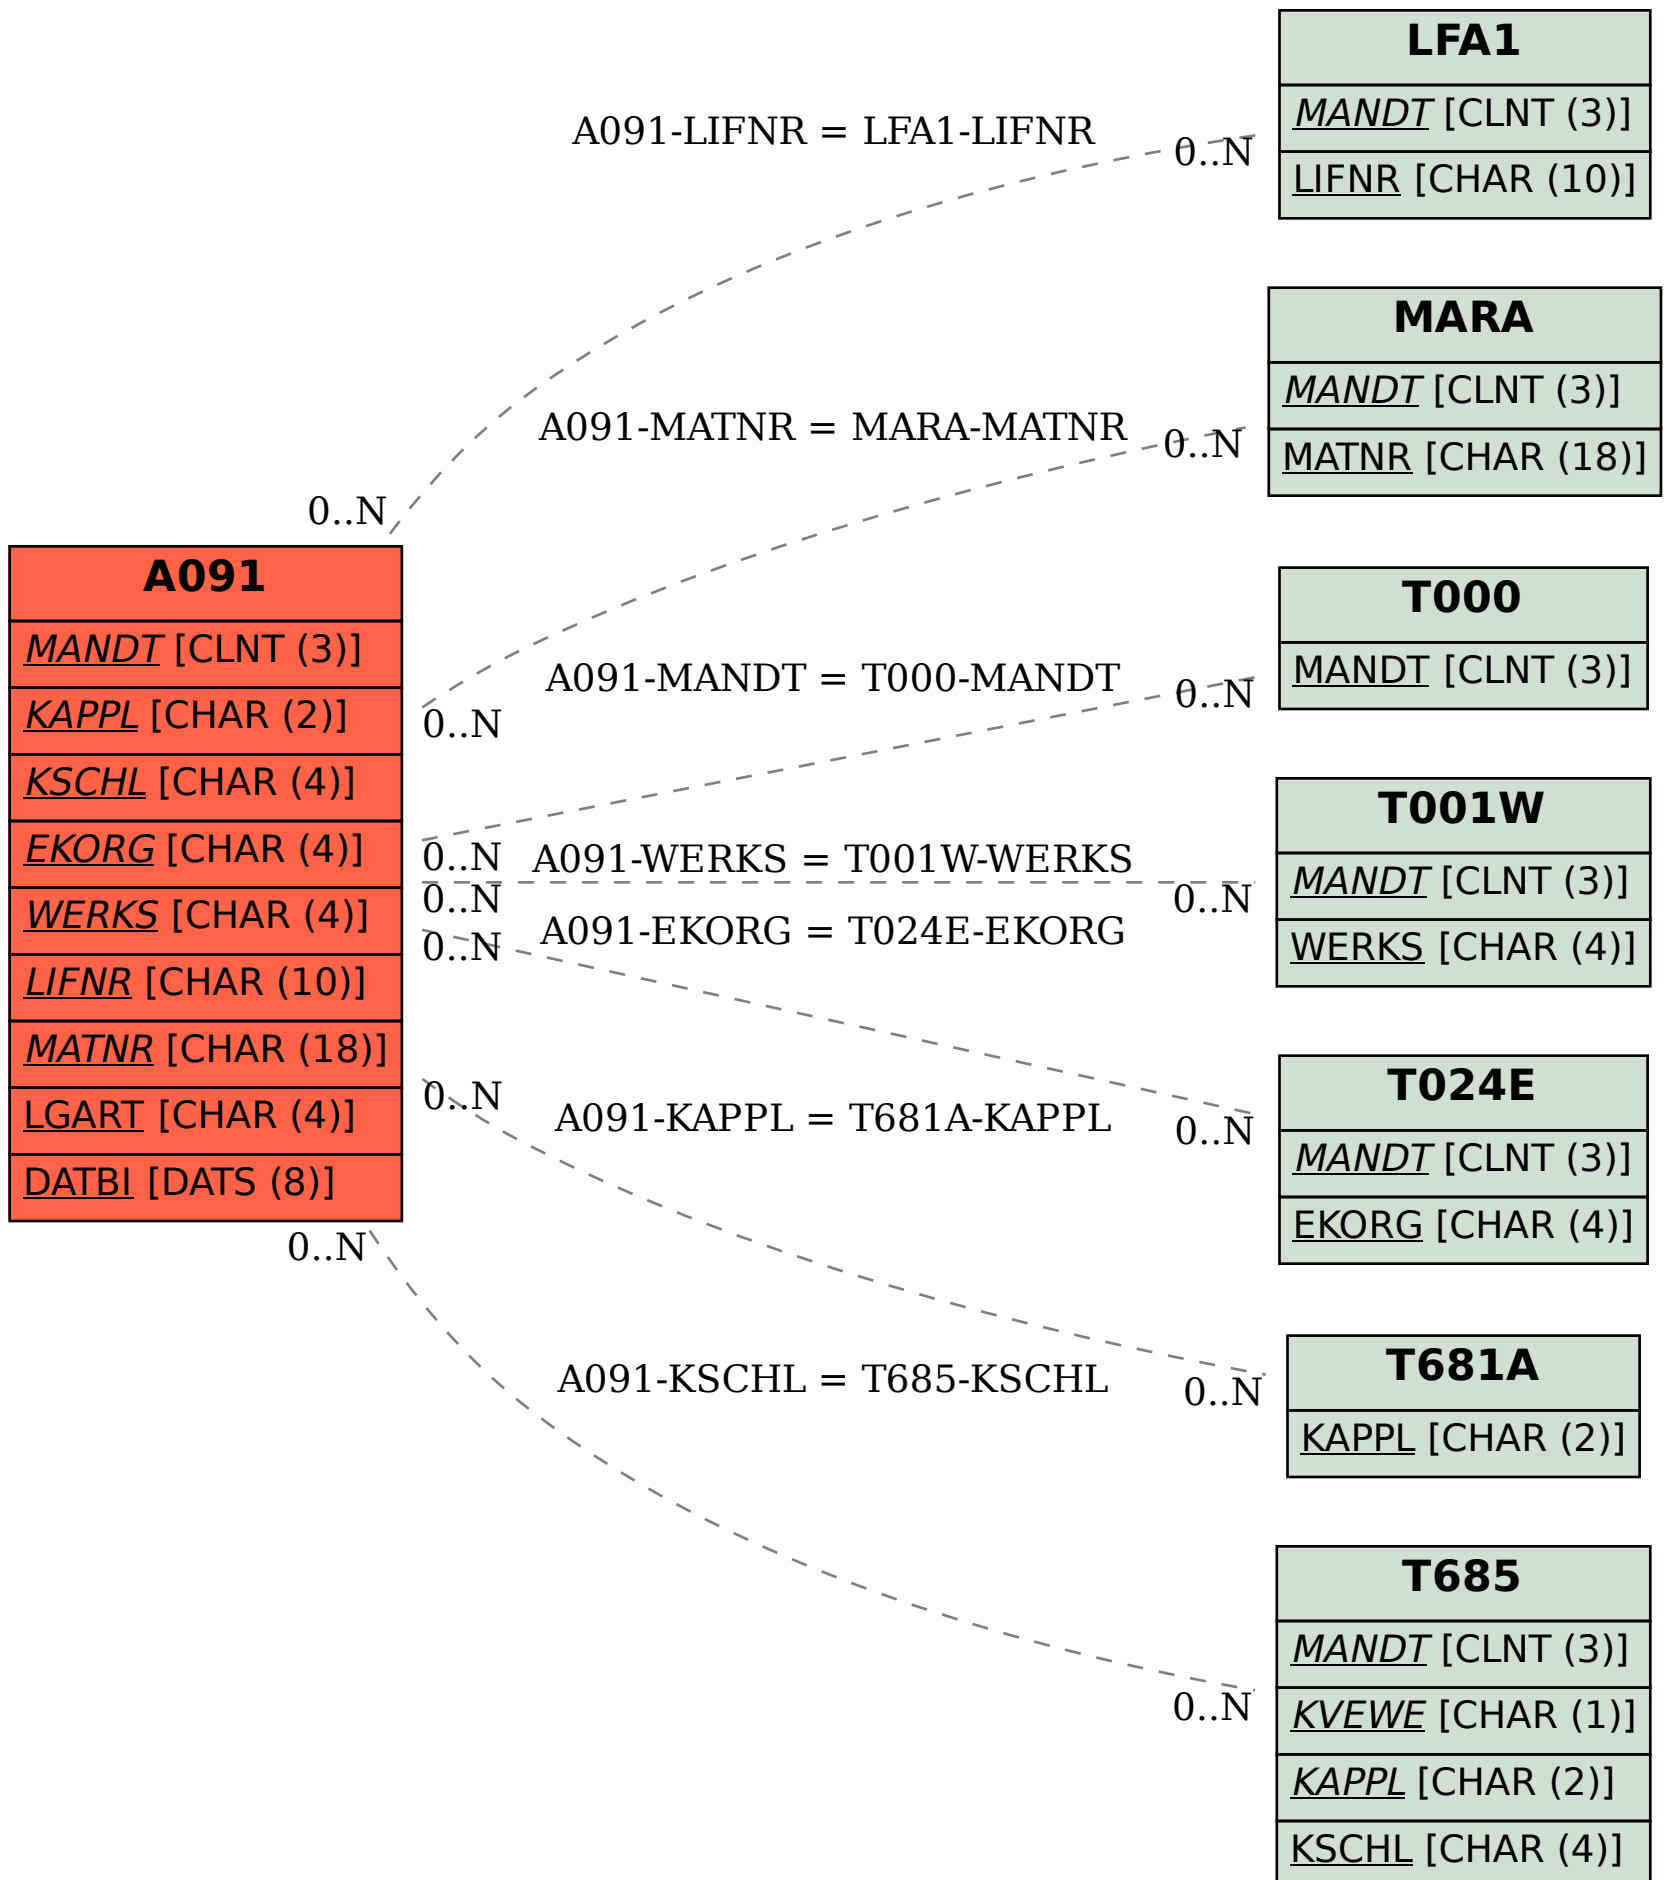 LFA1
MANDT [CLNT (3)]
LIFNR [CHAR (10)]
A091-LIFNR = LFA1-LIFNR
0..N
0..N
MARA
MANDT [CLNT (3)]
MATNR [CHAR (18)]
A091-MATNR = MARA-MATNR
0..N
0..N
A091
MANDT [CLNT (3)]
KAPPL [CHAR (2)]
KSCHL [CHAR (4)]
EKORG [CHAR (4)]
WERKS [CHAR (4)]
LIFNR [CHAR (10)]
MATNR [CHAR (18)]
LGART [CHAR (4)]
DATBI [DATS (8)]
T000
MANDT [CLNT (3)]
A091-MANDT = T000-MANDT
0..N
0..N
T001W
MANDT [CLNT (3)]
WERKS [CHAR (4)]
A091-WERKS = T001W-WERKS
0..N
0..N
T024E
MANDT [CLNT (3)]
EKORG [CHAR (4)]
A091-EKORG = T024E-EKORG
0..N
0..N
T681A
KAPPL [CHAR (2)]
A091-KAPPL = T681A-KAPPL
0..N
0..N
T685
MANDT [CLNT (3)]
KVEWE [CHAR (1)]
KAPPL [CHAR (2)]
KSCHL [CHAR (4)]
A091-KSCHL = T685-KSCHL
0..N
0..N